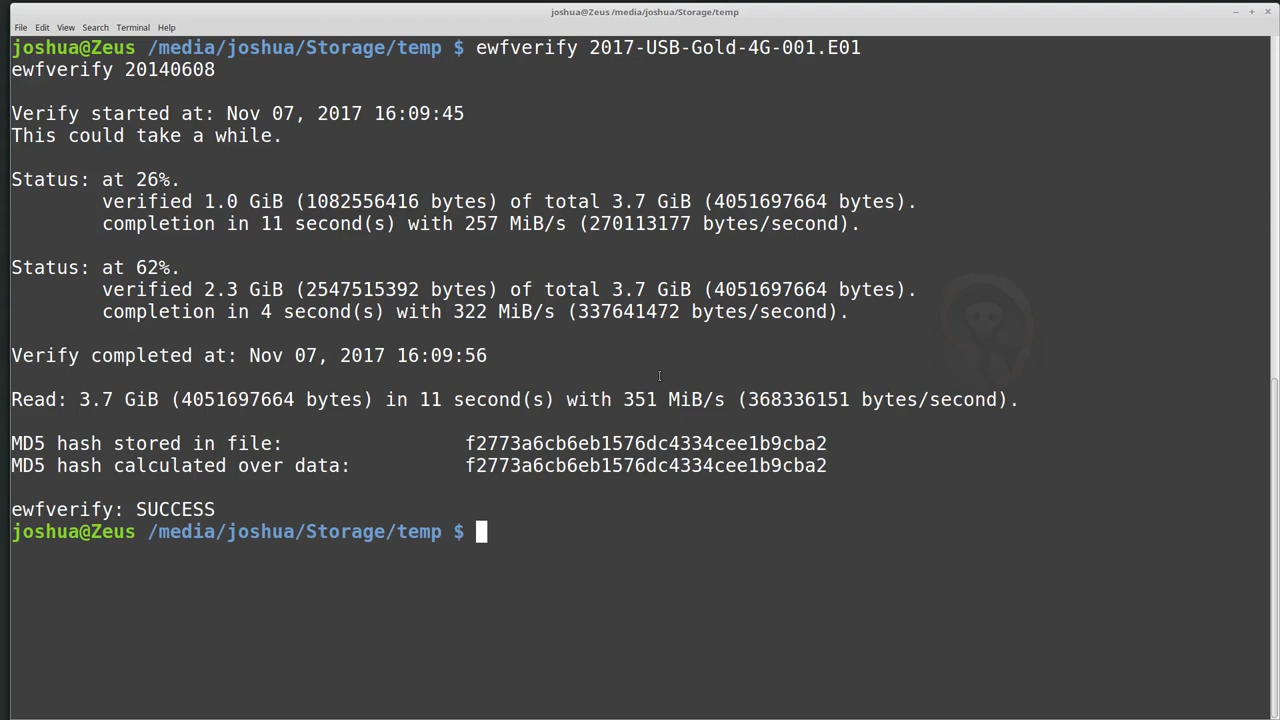 joshua@Zeus /media/joshua/Storage/temp
File Edit View Search Terminal Help
joshua@Zeus /media/joshua/Storage/temp $ ewfverify 2017-USB-Gold-4G-001.E01
ewfverify 20140608
Verify started at: Nov 07, 2017 16:09:45
This could take a while.
Status: at 26%.
verified 1.0 GiB (1082556416 bytes) of total 3.7 GiB (4051697664 bytes).
completion in 11 second(s) with 257 MiB/s (270113177 bytes/second).
Status: at 62%.
verified 2.3 GiB (2547515392 bytes) of total 3.7 GiB (4051697664 bytes).
completion in 4 second(s) with 322 MiB/s (337641472 bytes/second).
Verify completed at: Nov 07, 2017 16:09:56
Read: 3.7 GiB (4051697664 bytes) in 11 second(s) with 351 MiB/s (368336151 bytes/second).
MD5 hash stored in file: f2773a6cb6eb1576dc4334cee1b9cba2
MD5 hash calculated over data: f2773a6cb6eb1576dc4334cee1b9cba2
ewfverify: SUCCESS
joshua@Zeus /media/joshua/Storage/temp $